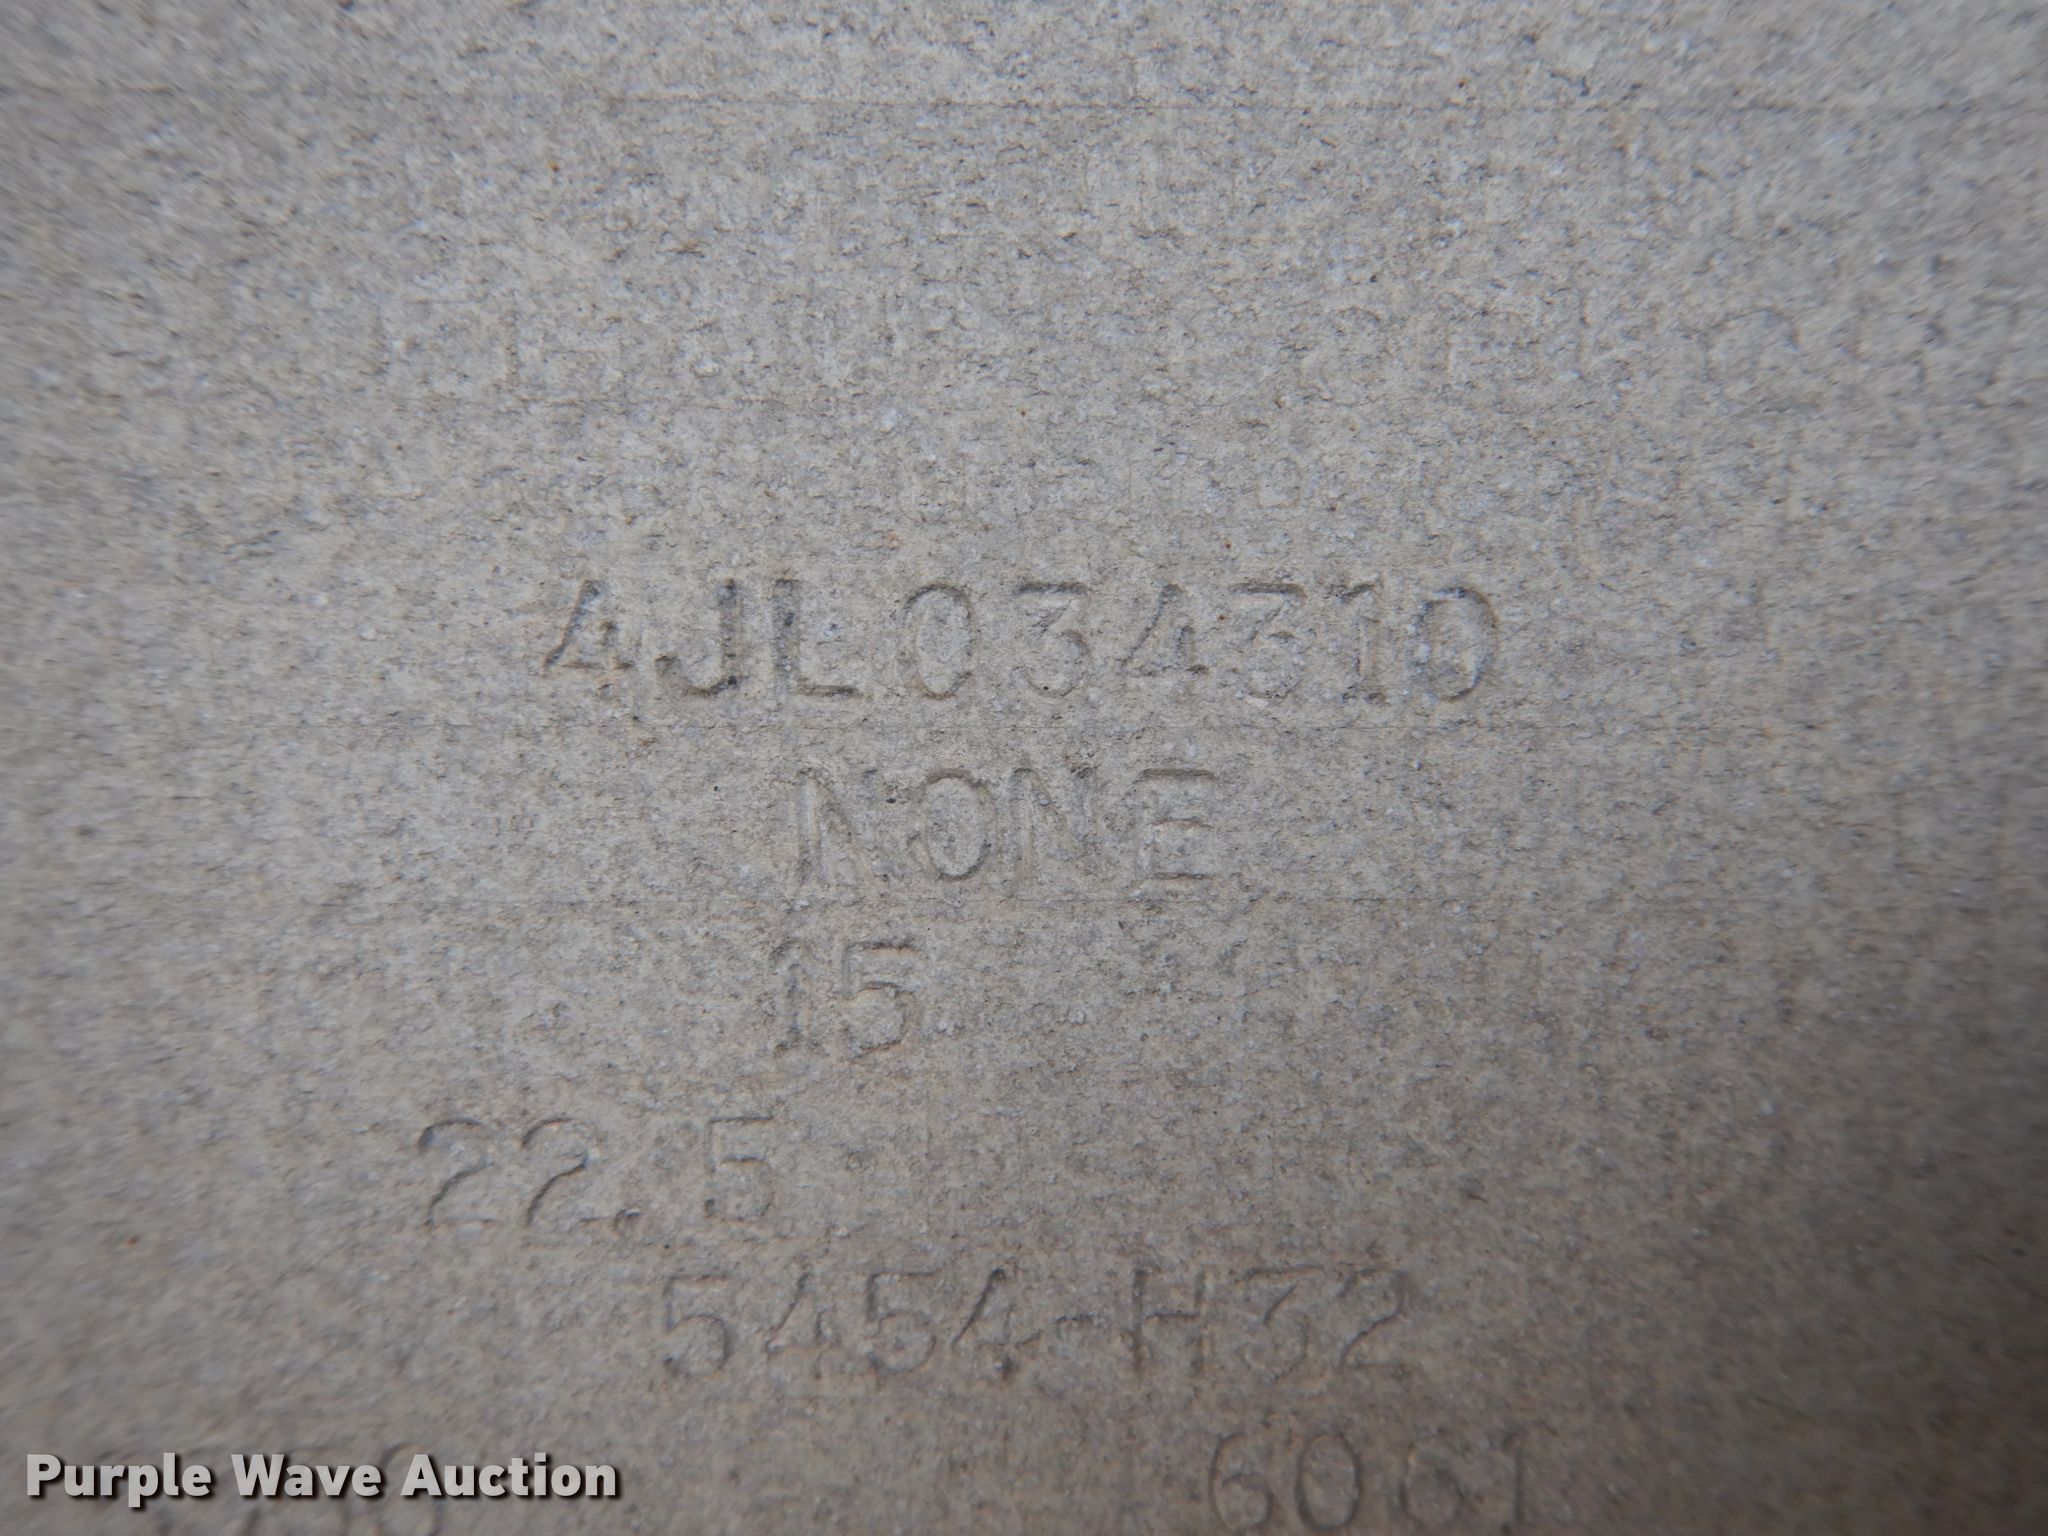 4JL034310
NONE
15
22.5
5454-H32
6061
Purple Wave Auction